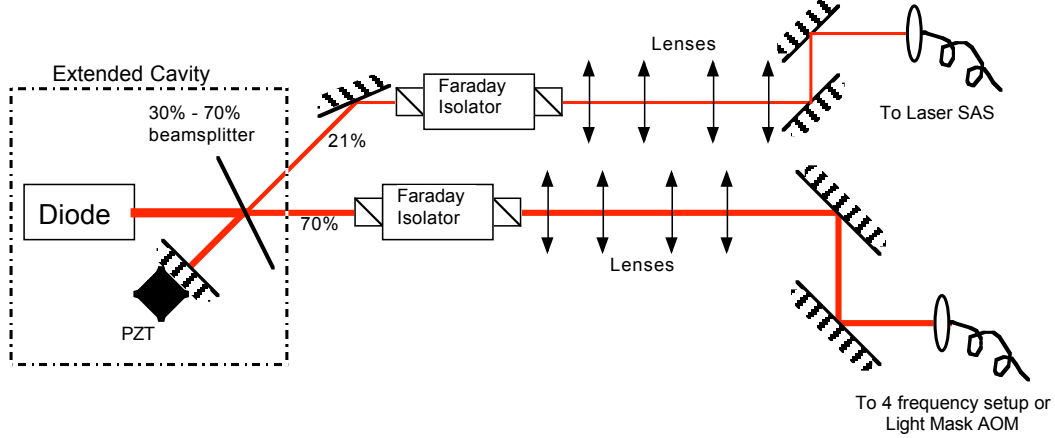 Extended Cavity
30% - 70%
beamsplitter
Diode
PZT
21%
70%
Faraday
Isolator
Lenses
To Laser SAS
Faraday
Isolator
Lenses
To 4 frequency setup or
Light Mask AOM